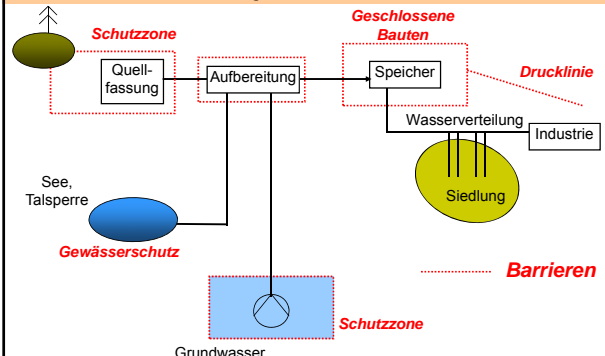 Geschlossene
Bauten
Schutzzone
Quell-
fassung
Aufbereitung
Speicher
Drucklinie
Wasserverteilung
Industrie
See,
Talsperre
Siedlung
Gewässerschutz
Barrieren
Schutzzone
Grundwasser